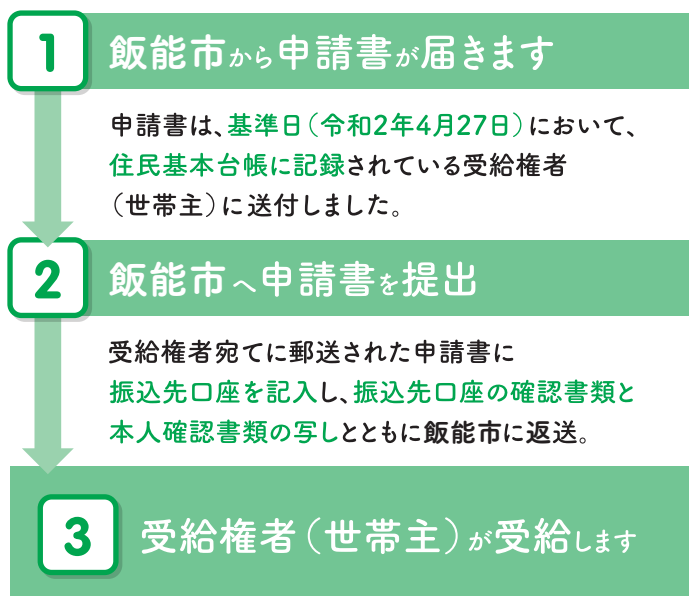 1 飯能市から申請書が届きます
申請書は、基準日（令和2年4月27日）において、
住民基本台帳に記録されている受給権者
（世帯主）に送付しました。
2 飯能市へ申請書を提出
受給権者宛てに郵送された申請書に
振込先口座を記入し、振込先口座の確認書類と
本人確認書類の写しとともに飯能市に返送。
3 受給権者（世帯主）が受給します